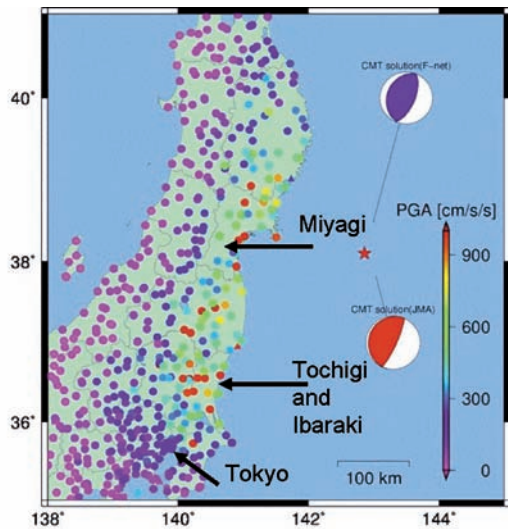 CMT solution(F-net)
40°
Miyagi
PGA [cm/s/s]
900
38°
CMT solution(JMA)
600
Tochigi
and
Ibaraki
300
36°
Tokyo
100 km
0
138°
140°
142°
144°